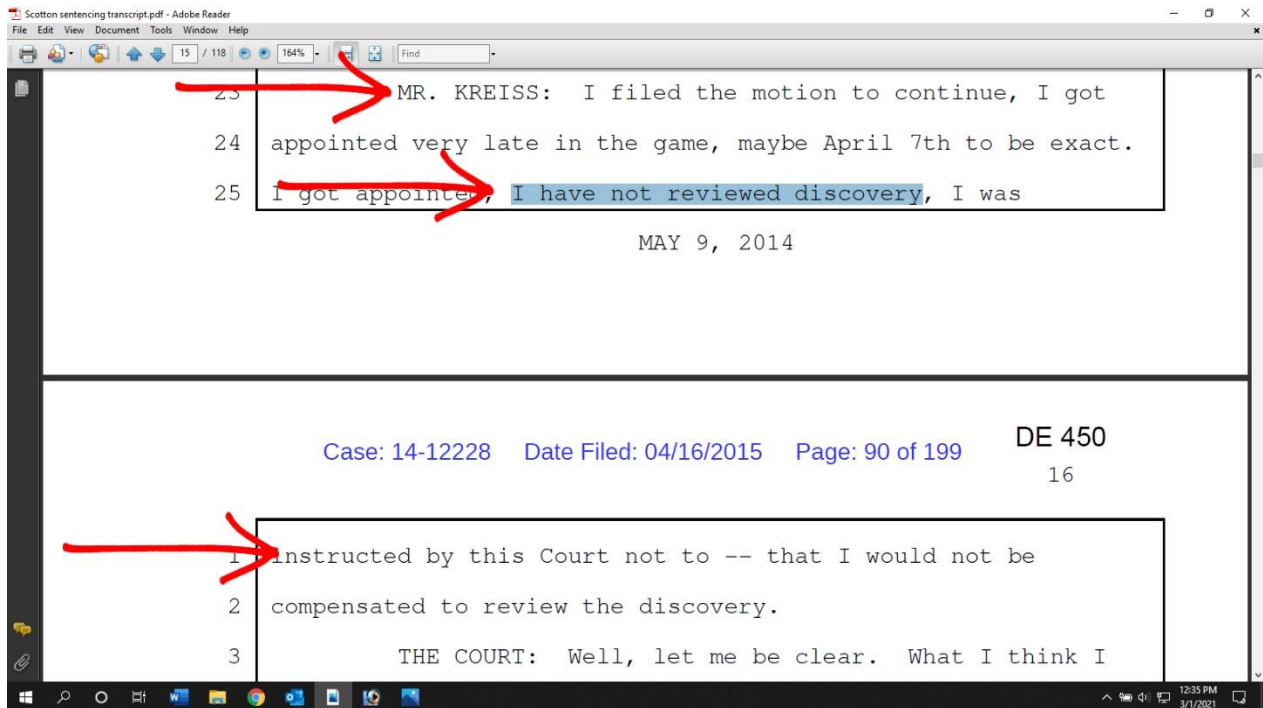 Scotton sentencing transcript.pdf - Adobe Reader
File Edit View Document Tools Window Help
15 / 118 164% Find
23 MR. KREISS: I filed the motion to continue, I got
24 appointed very late in the game, maybe April 7th to be exact.
25 I got appointed, I have not reviewed discovery, I was
MAY 9, 2014
Case: 14-12228 Date Filed: 04/16/2015 Page: 90 of 199
DE 450
16
1 instructed by this Court not to -- that I would not be
2 compensated to review the discovery.
3 THE COURT: Well, let me be clear. What I think I
12:35 PM
3/1/2021